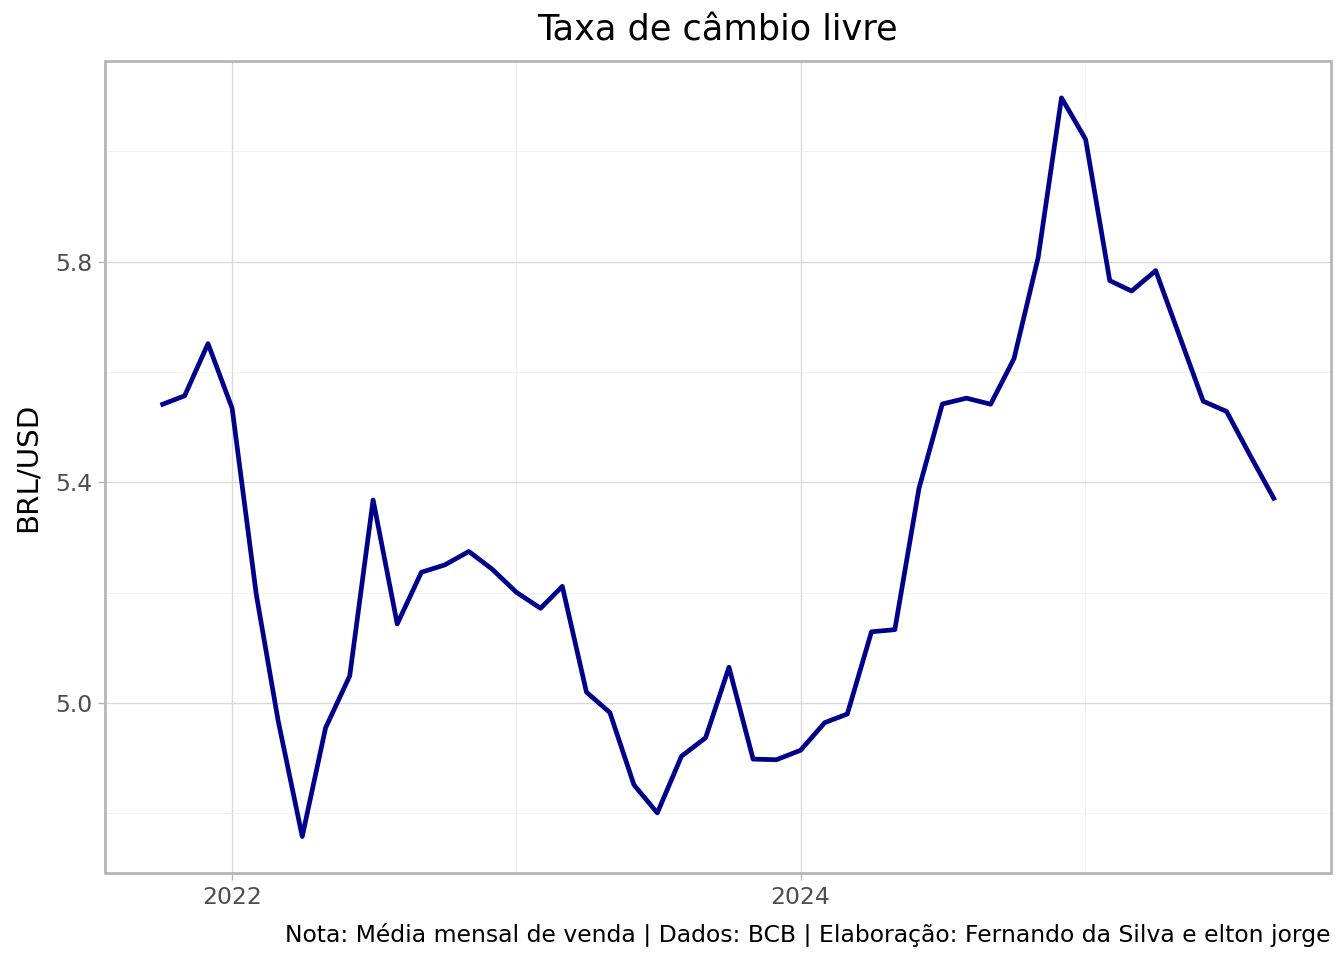 Taxa de câmbio livre
BRL/USD
5.8
5.4
5.0
2022
2024
Nota: Média mensal de venda | Dados: BCB | Elaboração: Fernando da Silva e elton jorge